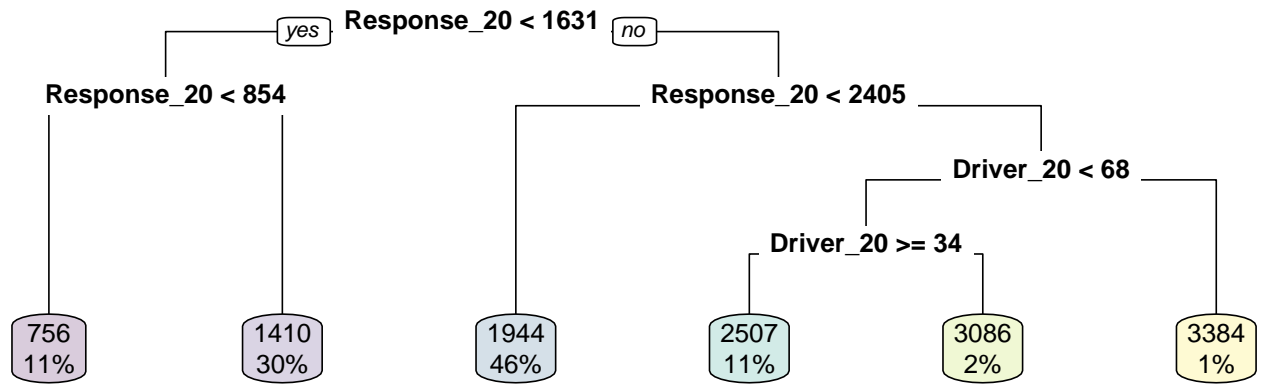 yes Response_20 < 1631 no
Response_20 < 854 Response_20 < 2405
Driver_20 < 68
Driver_20 >= 34
756 1410 1944 2507 3086 3384
11% 30% 46% 11% 2% 1%